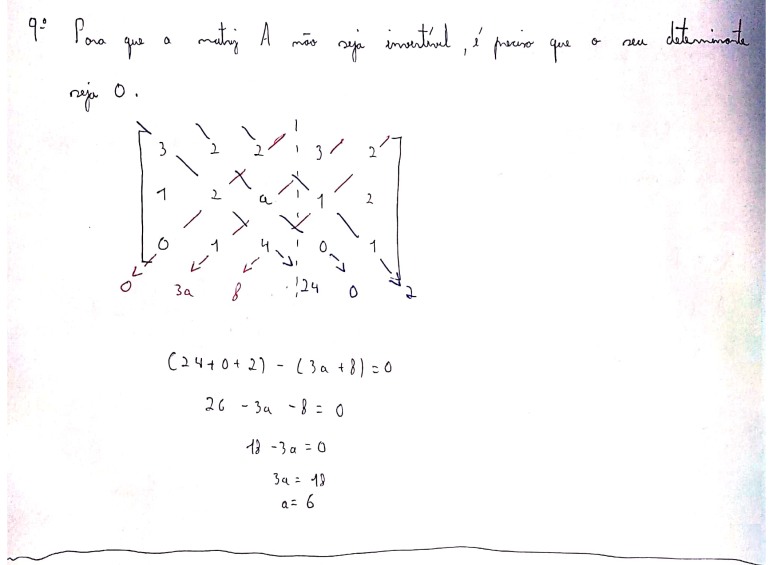 9º Para que a matriz A não seja invertível, é preciso que o seu determinante
seja 0.
3 2 2 3 2
1 2 a 1 2
0 1 4 0 1
0 3a 8 24 0 2
(24+0+2) - (3a+8)=0
26 -3a -8 = 0
18 -3a = 0
3a = 18
a= 6